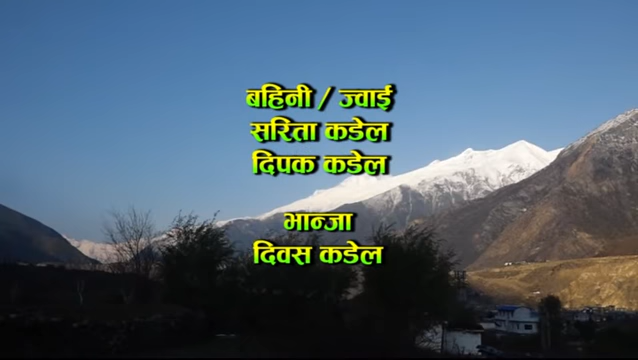 बहिनी / ज्वाई
सरिता कडेल
दिपक कडेल
भान्जा
दिवस कडेल